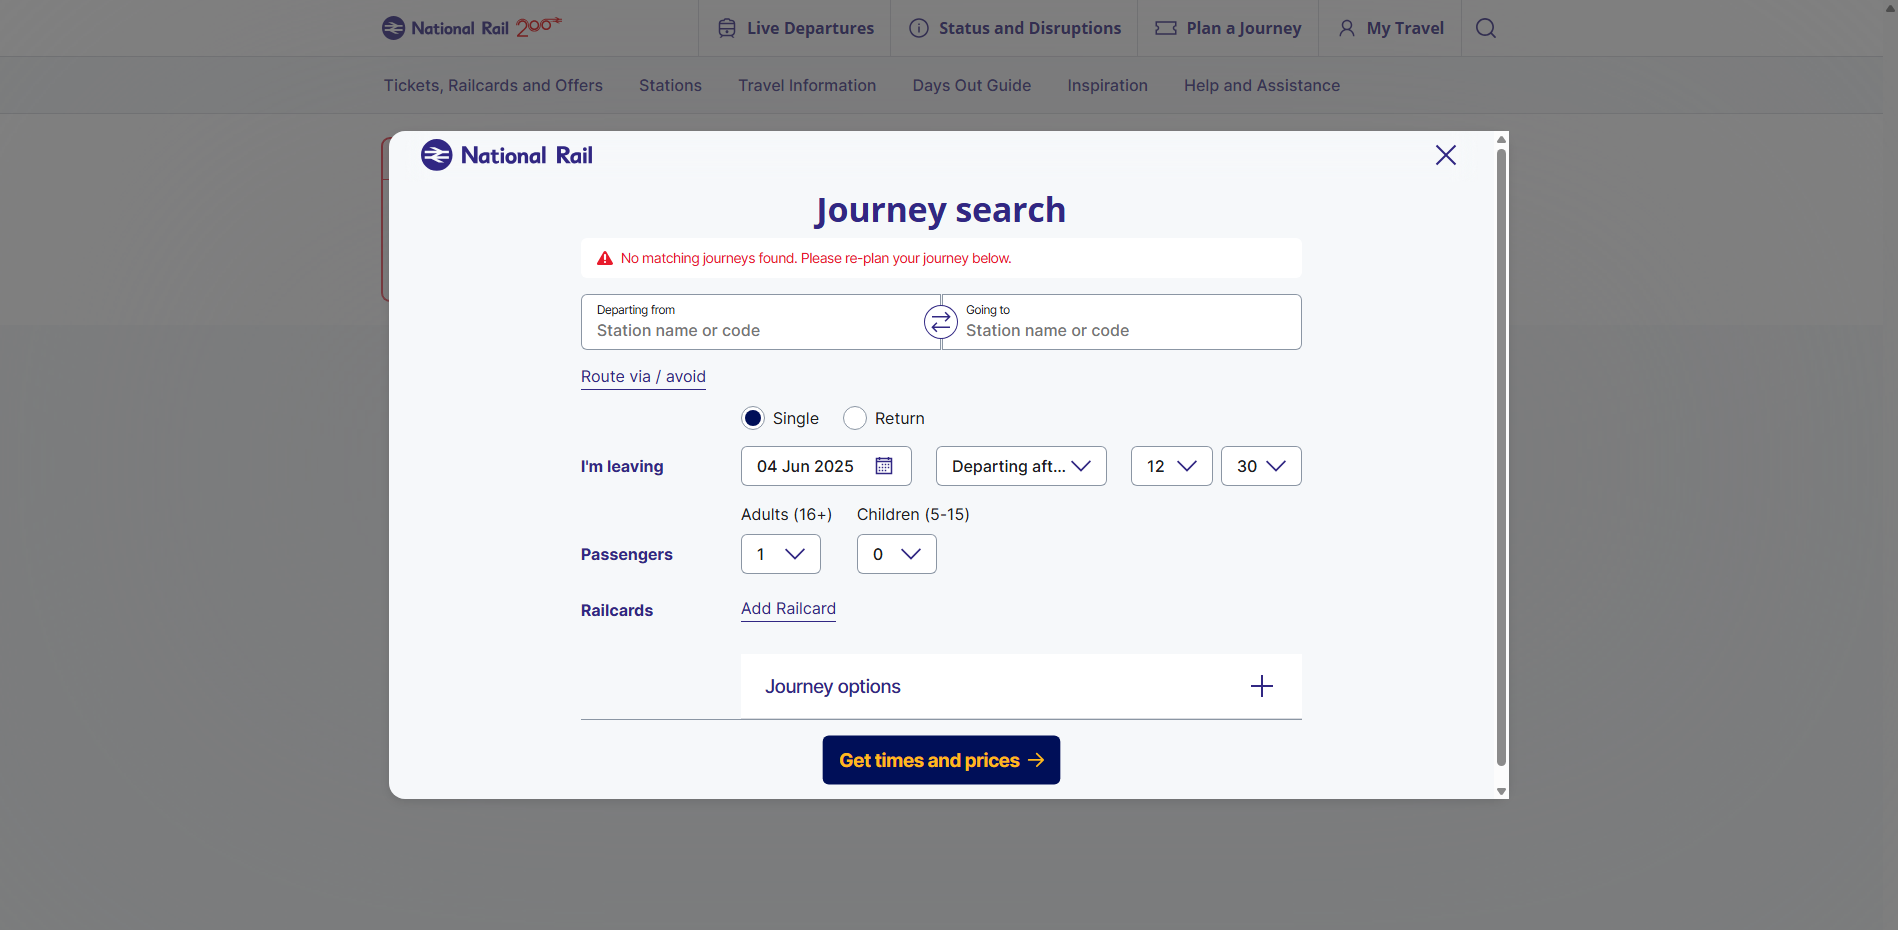 National Rail 200
Live Departures
Status and Disruptions
Plan a Journey
My Travel
Tickets, Railcards and Offers
Stations
Travel Information
Days Out Guide
Inspiration
Help and Assistance
National Rail
Journey search
No matching journeys found. Please re-plan your journey below.
Departing from
Station name or code
Going to
Station name or code
Route via / avoid
Single
Return
I'm leaving
04 Jun 2025
Departing aft...
12
30
Adults (16+)
Children (5-15)
Passengers
1
0
Railcards
Add Railcard
Journey options
Get times and prices